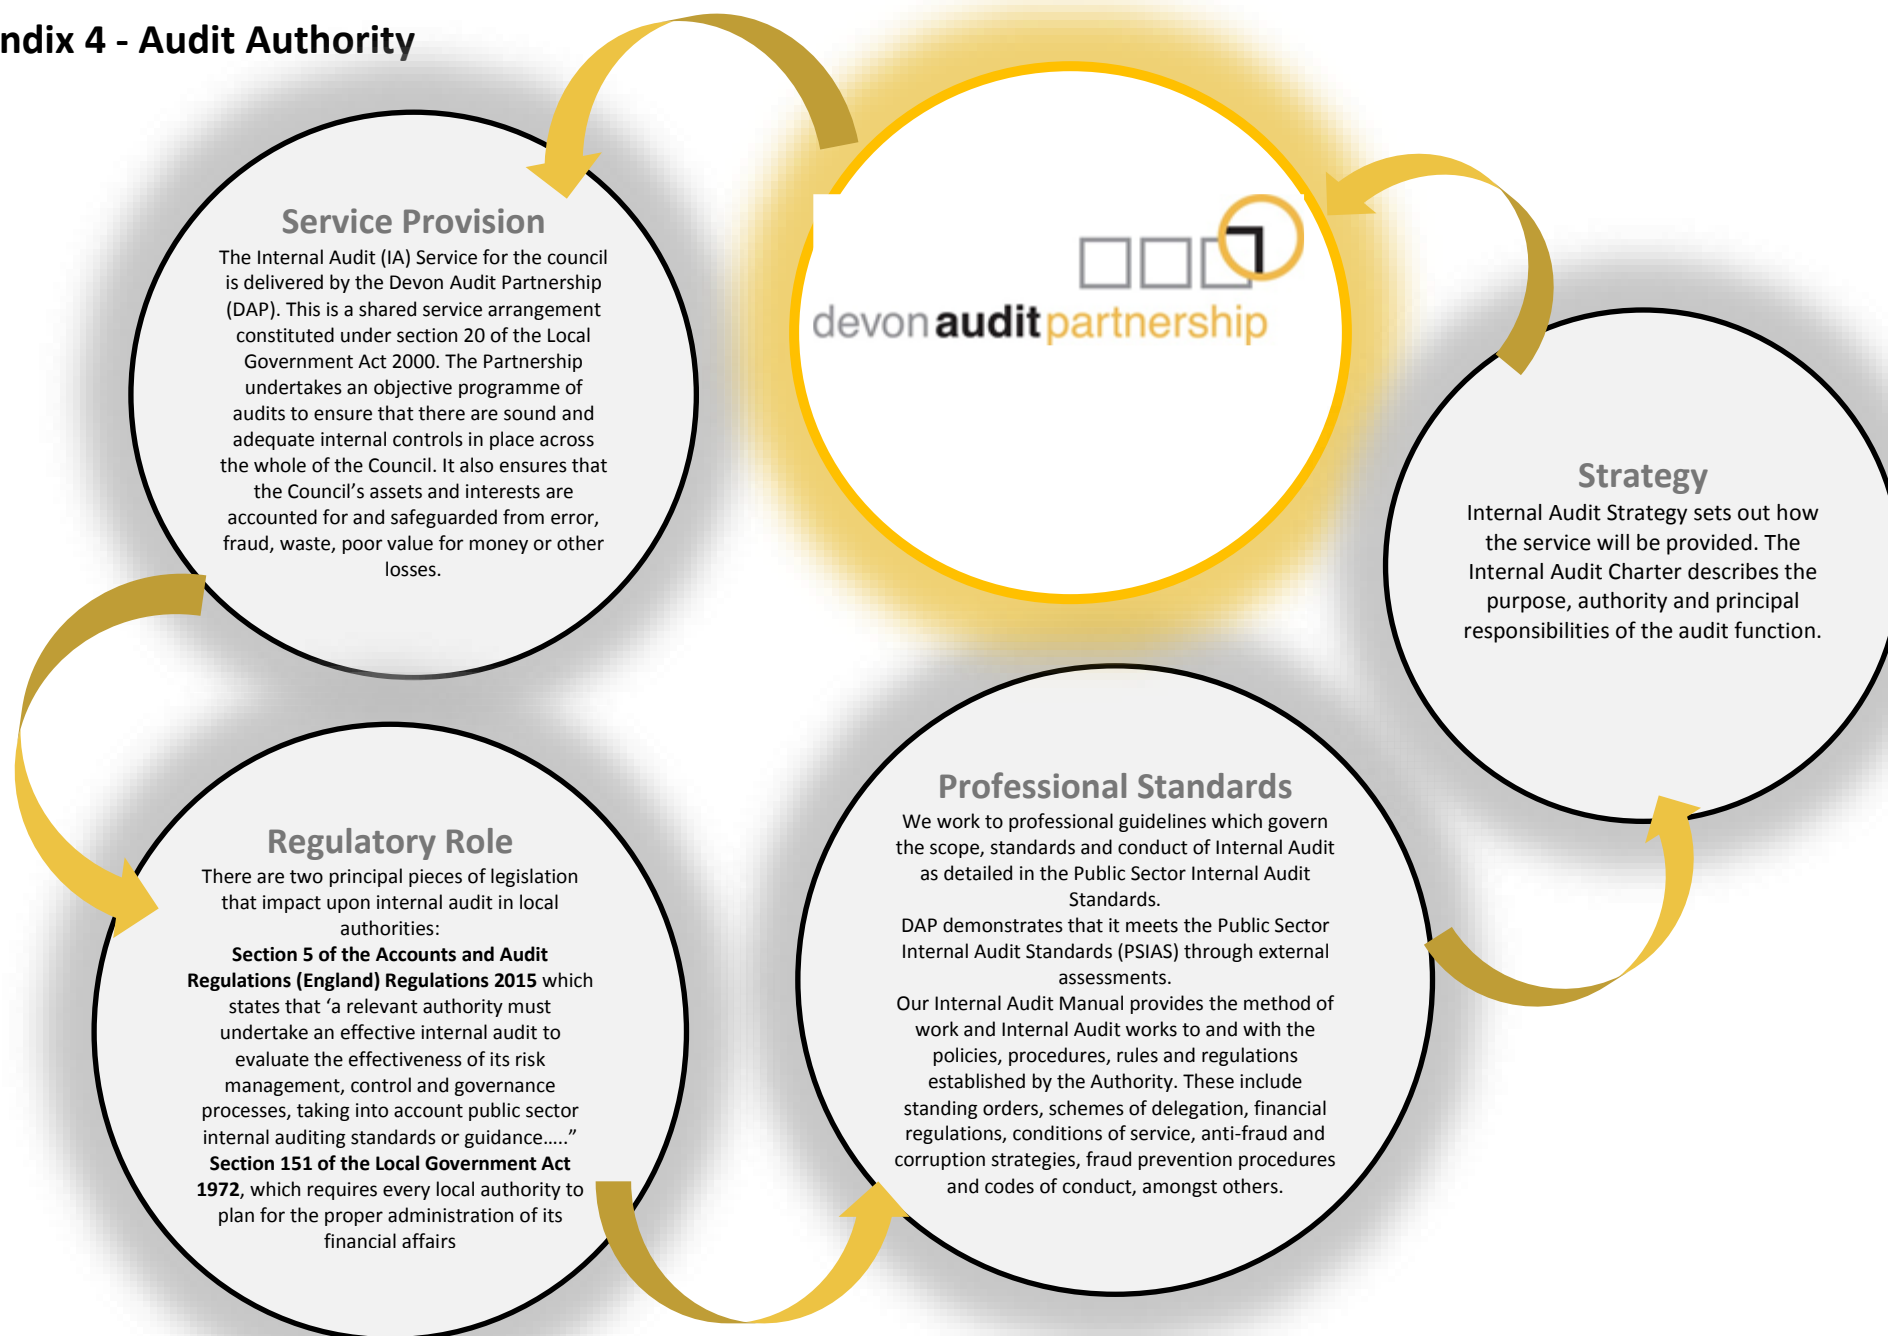 ndix 4 - Audit Authority
Service Provision
The Internal Audit (IA) Service for the council
is delivered by the Devon Audit Partnership
(DAP). This is a shared service arrangement
constituted under section 20 of the Local
Government Act 2000. The Partnership
undertakes an objective programme of
audits to ensure that there are sound and
adequate internal controls in place across
the whole of the Council. It also ensures that
the Council’s assets and interests are
accounted for and safeguarded from error,
fraud, waste, poor value for money or other
losses.
devon audit partnership
Strategy
Internal Audit Strategy sets out how
the service will be provided. The
Internal Audit Charter describes the
purpose, authority and principal
responsibilities of the audit function.
Regulatory Role
There are two principal pieces of legislation
that impact upon internal audit in local
authorities:
Section 5 of the Accounts and Audit
Regulations (England) Regulations 2015 which
states that ‘a relevant authority must
undertake an effective internal audit to
evaluate the effectiveness of its risk
management, control and governance
processes, taking into account public sector
internal auditing standards or guidance…..”
Section 151 of the Local Government Act
1972, which requires every local authority to
plan for the proper administration of its
financial affairs
Professional Standards
We work to professional guidelines which govern
the scope, standards and conduct of Internal Audit
as detailed in the Public Sector Internal Audit
Standards.
DAP demonstrates that it meets the Public Sector
Internal Audit Standards (PSIAS) through external
assessments.
Our Internal Audit Manual provides the method of
work and Internal Audit works to and with the
policies, procedures, rules and regulations
established by the Authority. These include
standing orders, schemes of delegation, financial
regulations, conditions of service, anti-fraud and
corruption strategies, fraud prevention procedures
and codes of conduct, amongst others.